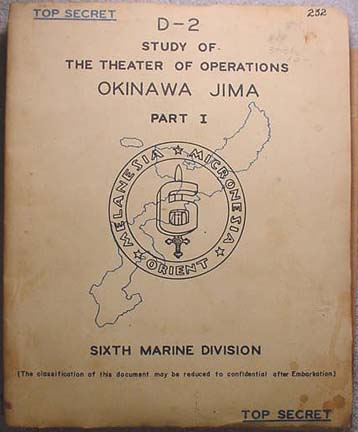 TOP SECRET
232
D-2
STUDY OF
THE THEATER OF OPERATIONS
OKINAWA JIMA
PART I
MELANESIA ★ MICRONESIA ★ ORIENT ★
6
SIXTH MARINE DIVISION
(The classification of this document may be reduced to confidential after Embarkation.)
TOP SECRET